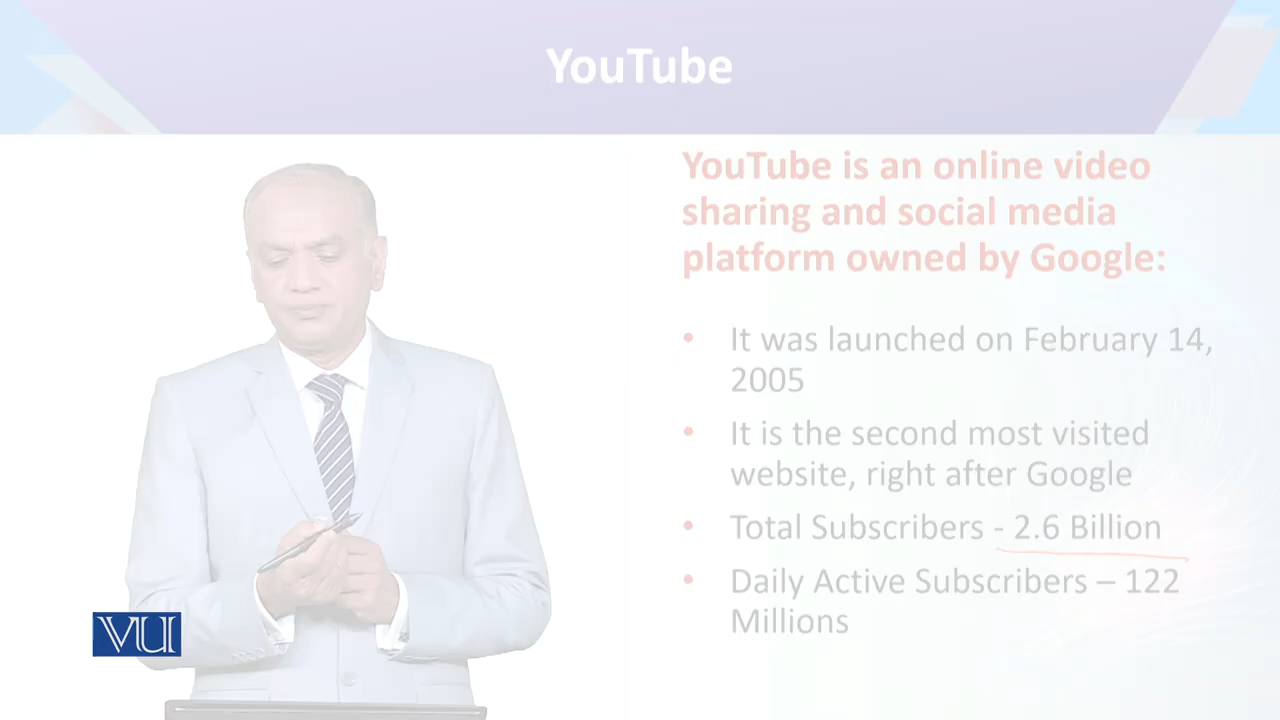 YouTube
YouTube is an online video
sharing and social media
platform owned by Google:
• It was launched on February 14,
2005
• It is the second most visited
website, right after Google
• Total Subscribers - 2.6 Billion
• Daily Active Subscribers – 122
Millions
VU